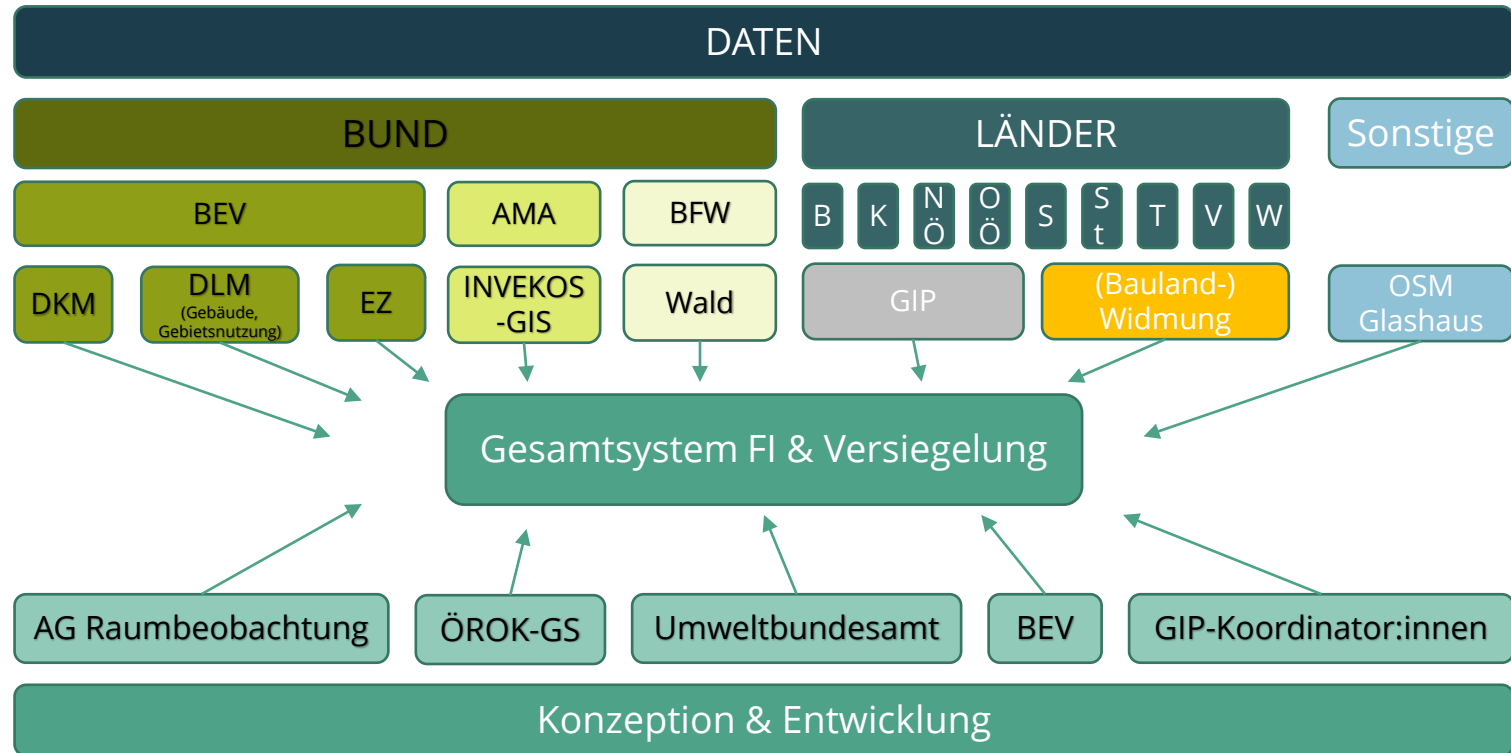 DATEN
BUND
LÄNDER
Sonstige
BEV
AMA
BFW
B
K
N
Ö
O
Ö
S
S
t
T
V
W
DKM
DLM
(Gebäude,
Gebietsnutzung)
EZ
INVEKOS
-GIS
Wald
GIP
(Bauland-)
Widmung
OSM
Glashaus
Gesamtsystem FI & Versiegelung
AG Raumbeobachtung
ÖROK-GS
Umweltbundesamt
BEV
GIP-Koordinator:innen
Konzeption & Entwicklung